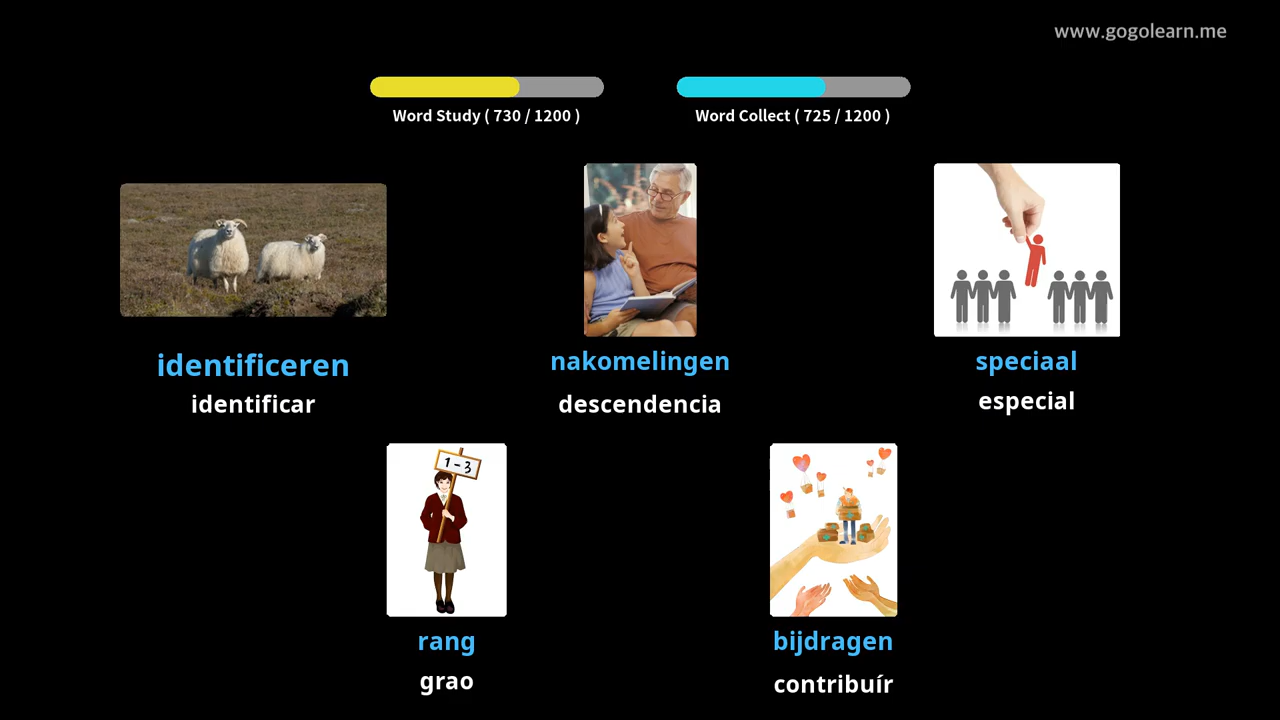 www.gogolearn.me
Word Study ( 730 / 1200 )
Word Collect ( 725 / 1200 )
identificeren
identificar
nakomelingen
descendencia
speciaal
especial
1-3
rang
grao
bijdragen
contribuír